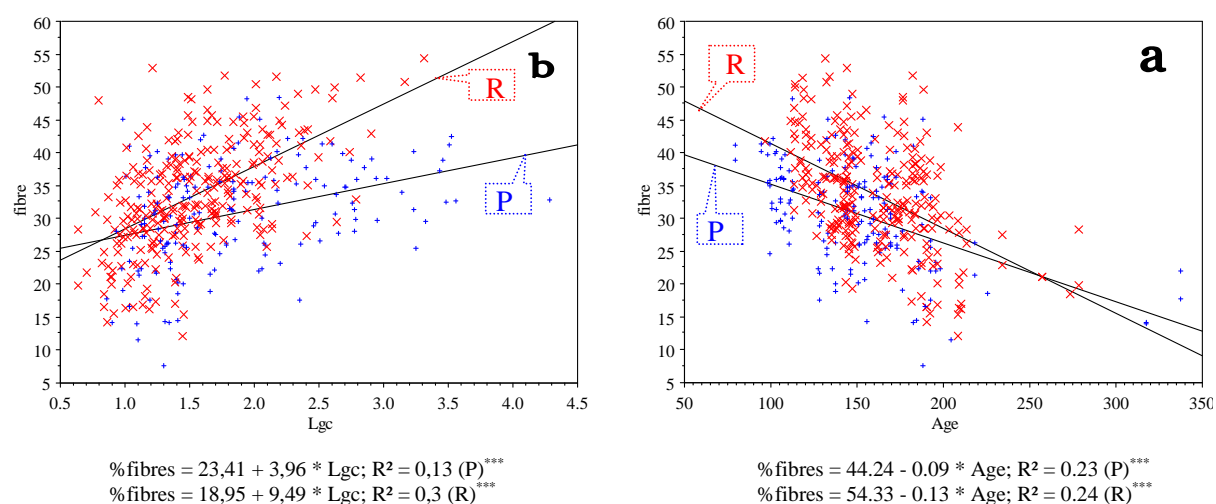 60
55
50
45
40
35
30
25
20
15
10
5
fibre
b
R
P
0.5 1.0 1.5 2.0 2.5 3.0 3.5 4.0 4.5
Lgc
%fibres = 23,41 + 3,96 * Lgc; R² = 0,13 (P)***
%fibres = 18,95 + 9,49 * Lgc; R² = 0,3 (R)***
60
55
50
45
40
35
30
25
20
15
10
5
fibre
a
R
P
50 100 150 200 250 300 350
Age
%fibres = 44.24 - 0.09 * Age; R² = 0.23 (P)***
%fibres = 54.33 - 0.13 * Age; R² = 0.24 (R)***